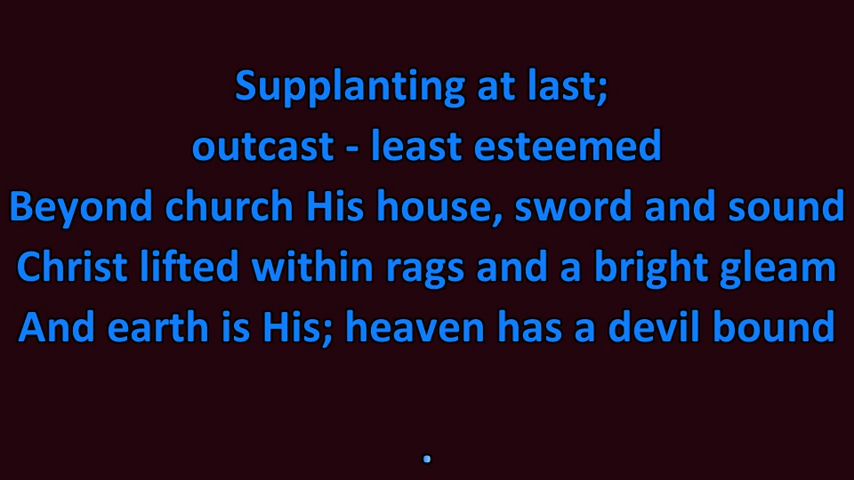 Supplanting at last;
outcast - least esteemed
Beyond church His house, sword and sound
Christ lifted within rags and a bright gleam
And earth is His; heaven has a devil bound
.